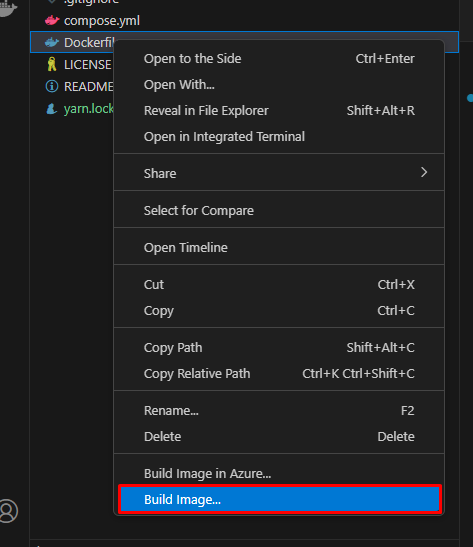 .gitignore
compose.yml
Dockerfil
LICENSE
README
yarn.lock
Open to the Side Ctrl+Enter
Open With...
Reveal in File Explorer Shift+Alt+R
Open in Integrated Terminal
Share
Select for Compare
Open Timeline
Cut Ctrl+X
Copy Ctrl+C
Copy Path Shift+Alt+C
Copy Relative Path Ctrl+K Ctrl+Shift+C
Rename... F2
Delete Delete
Build Image in Azure...
Build Image...